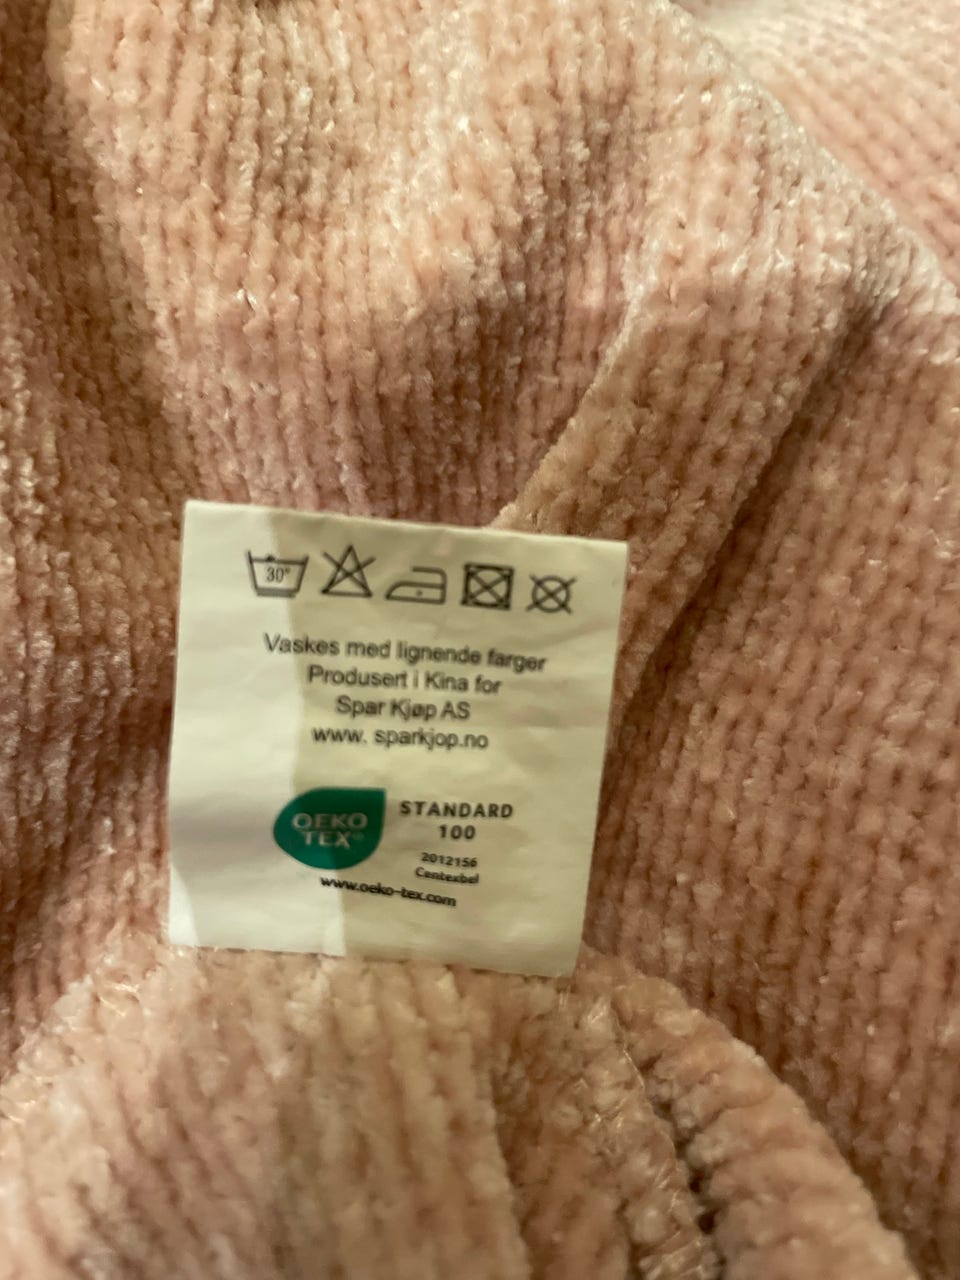 30°
Vaskes med lignende farger
Produsert i Kina for
Spar Kjøp AS
www. sparkjop.no
OEKO
TEX®
STANDARD
100
2012156
Centexbel
www.oeko-tex.com